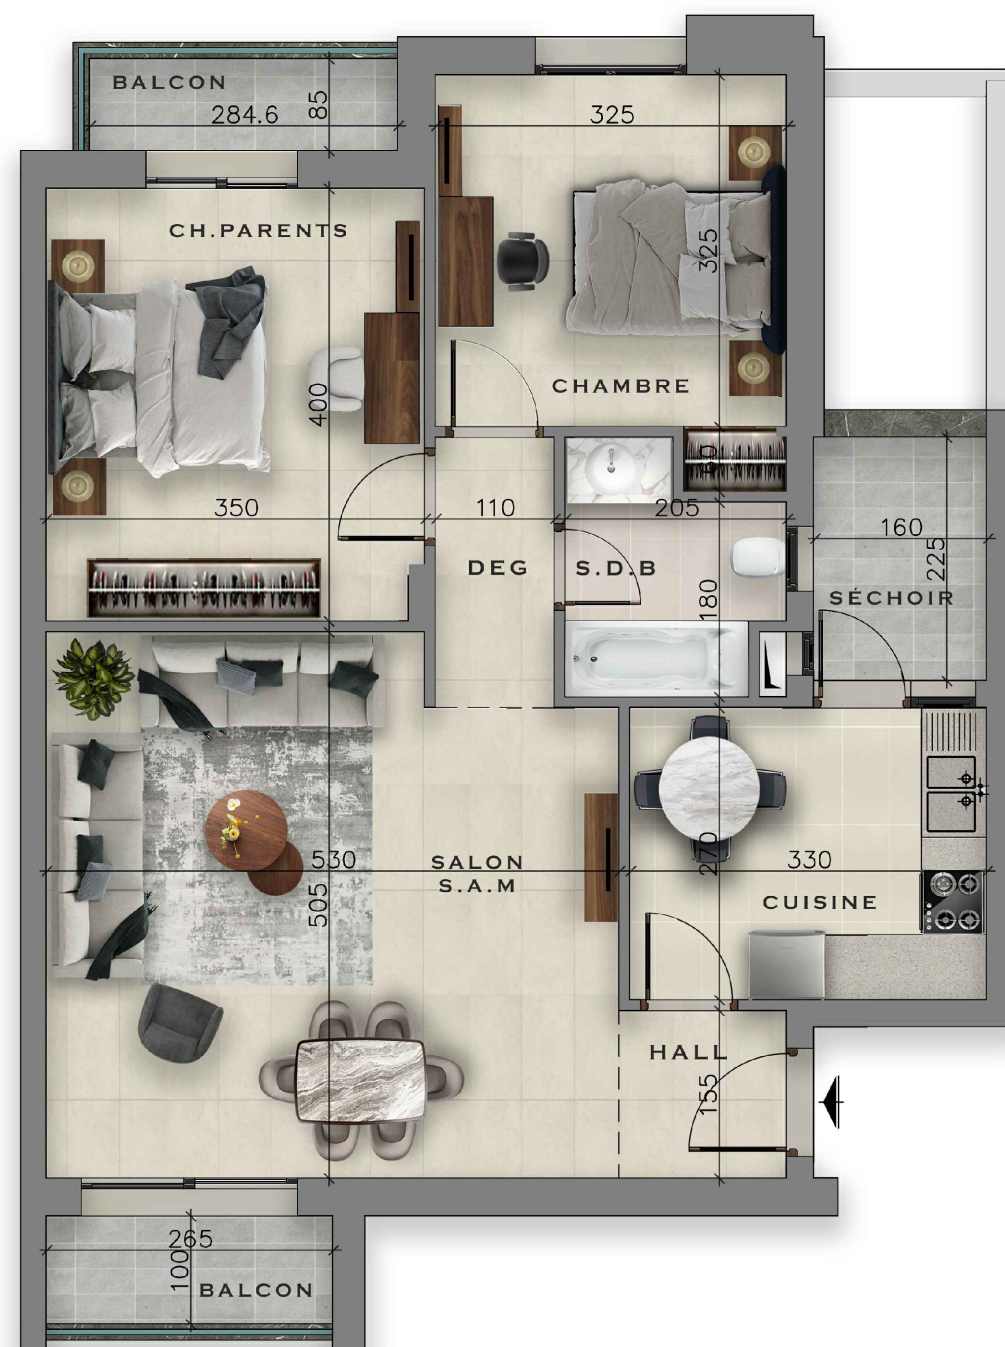 BALCON
284.6
85
325
CH.PARENTS
325
CHAMBRE
400
350
110
60
205
160
225
DEG
S.D.B
180
SÉCHOIR
530
505
SALON
S.A.M
270
330
CUISINE
HALL
155
265
100
BALCON